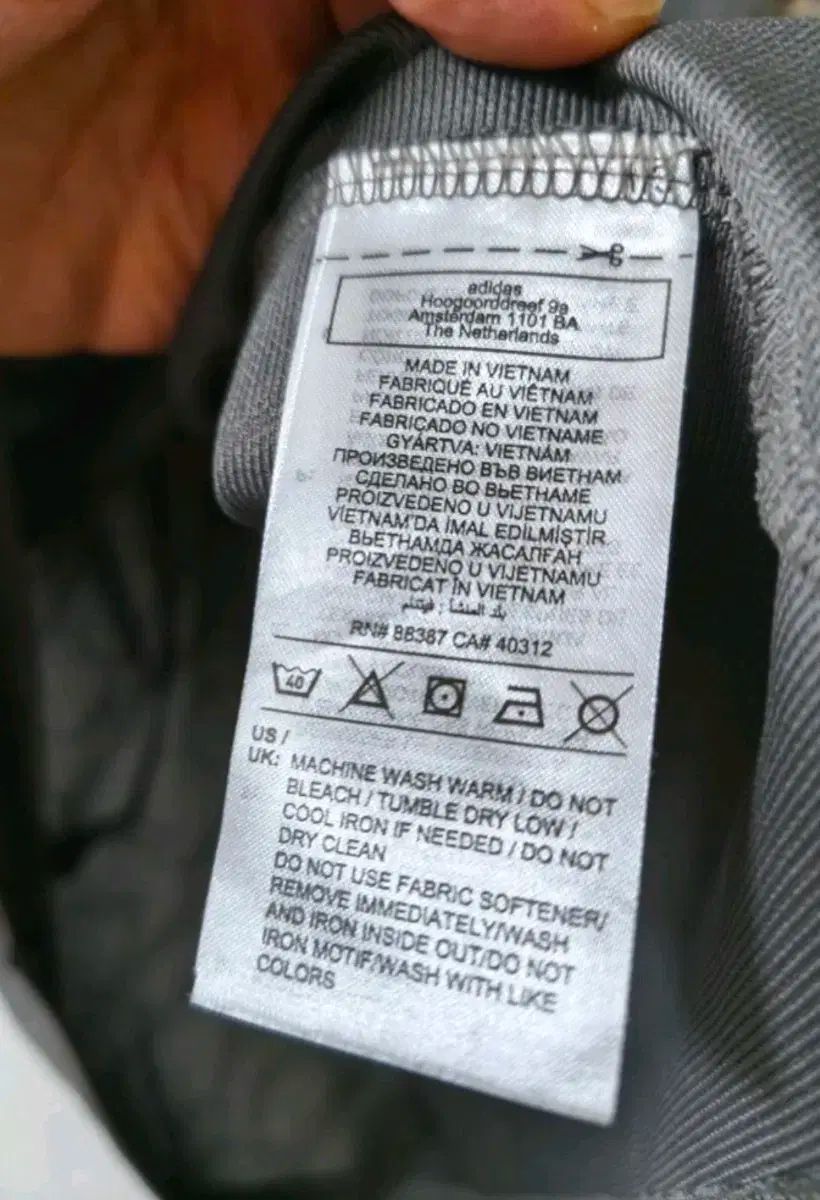 adidas
Hoogoorddreef 9a
Amsterdam 1101 BA
The Netherlands
MADE IN VIETNAM
FABRIQUÉ AU VIÊTNAM
FABRICADO EN VIETNAM
FABRICADO NO VIETNAME
GYÁRTVA: VIETNÁM
ПРОИЗВЕДЕНО ВЪВ ВИЕТНАМ
СДЕЛАНО ВО ВЬЕТНАМЕ
PROIZVEDENO U VIJETNAMU
VİETNAM'DA İMAL EDİLMİŞTİR
ВЬЕТНАМДА ЖАСАЛҒАН
PROIZVEDENO U VIJETNAMU
FABRICAT ÎN VIETNAM
بلد المنشأ : فيتنام
RN# 88387 CA# 40312
40
US /
UK: MACHINE WASH WARM / DO NOT
BLEACH / TUMBLE DRY LOW /
COOL IRON IF NEEDED / DO NOT
DRY CLEAN
DO NOT USE FABRIC SOFTENER/
REMOVE IMMEDIATELY/WASH
AND IRON INSIDE OUT/DO NOT
IRON MOTIF/WASH WITH LIKE
COLORS